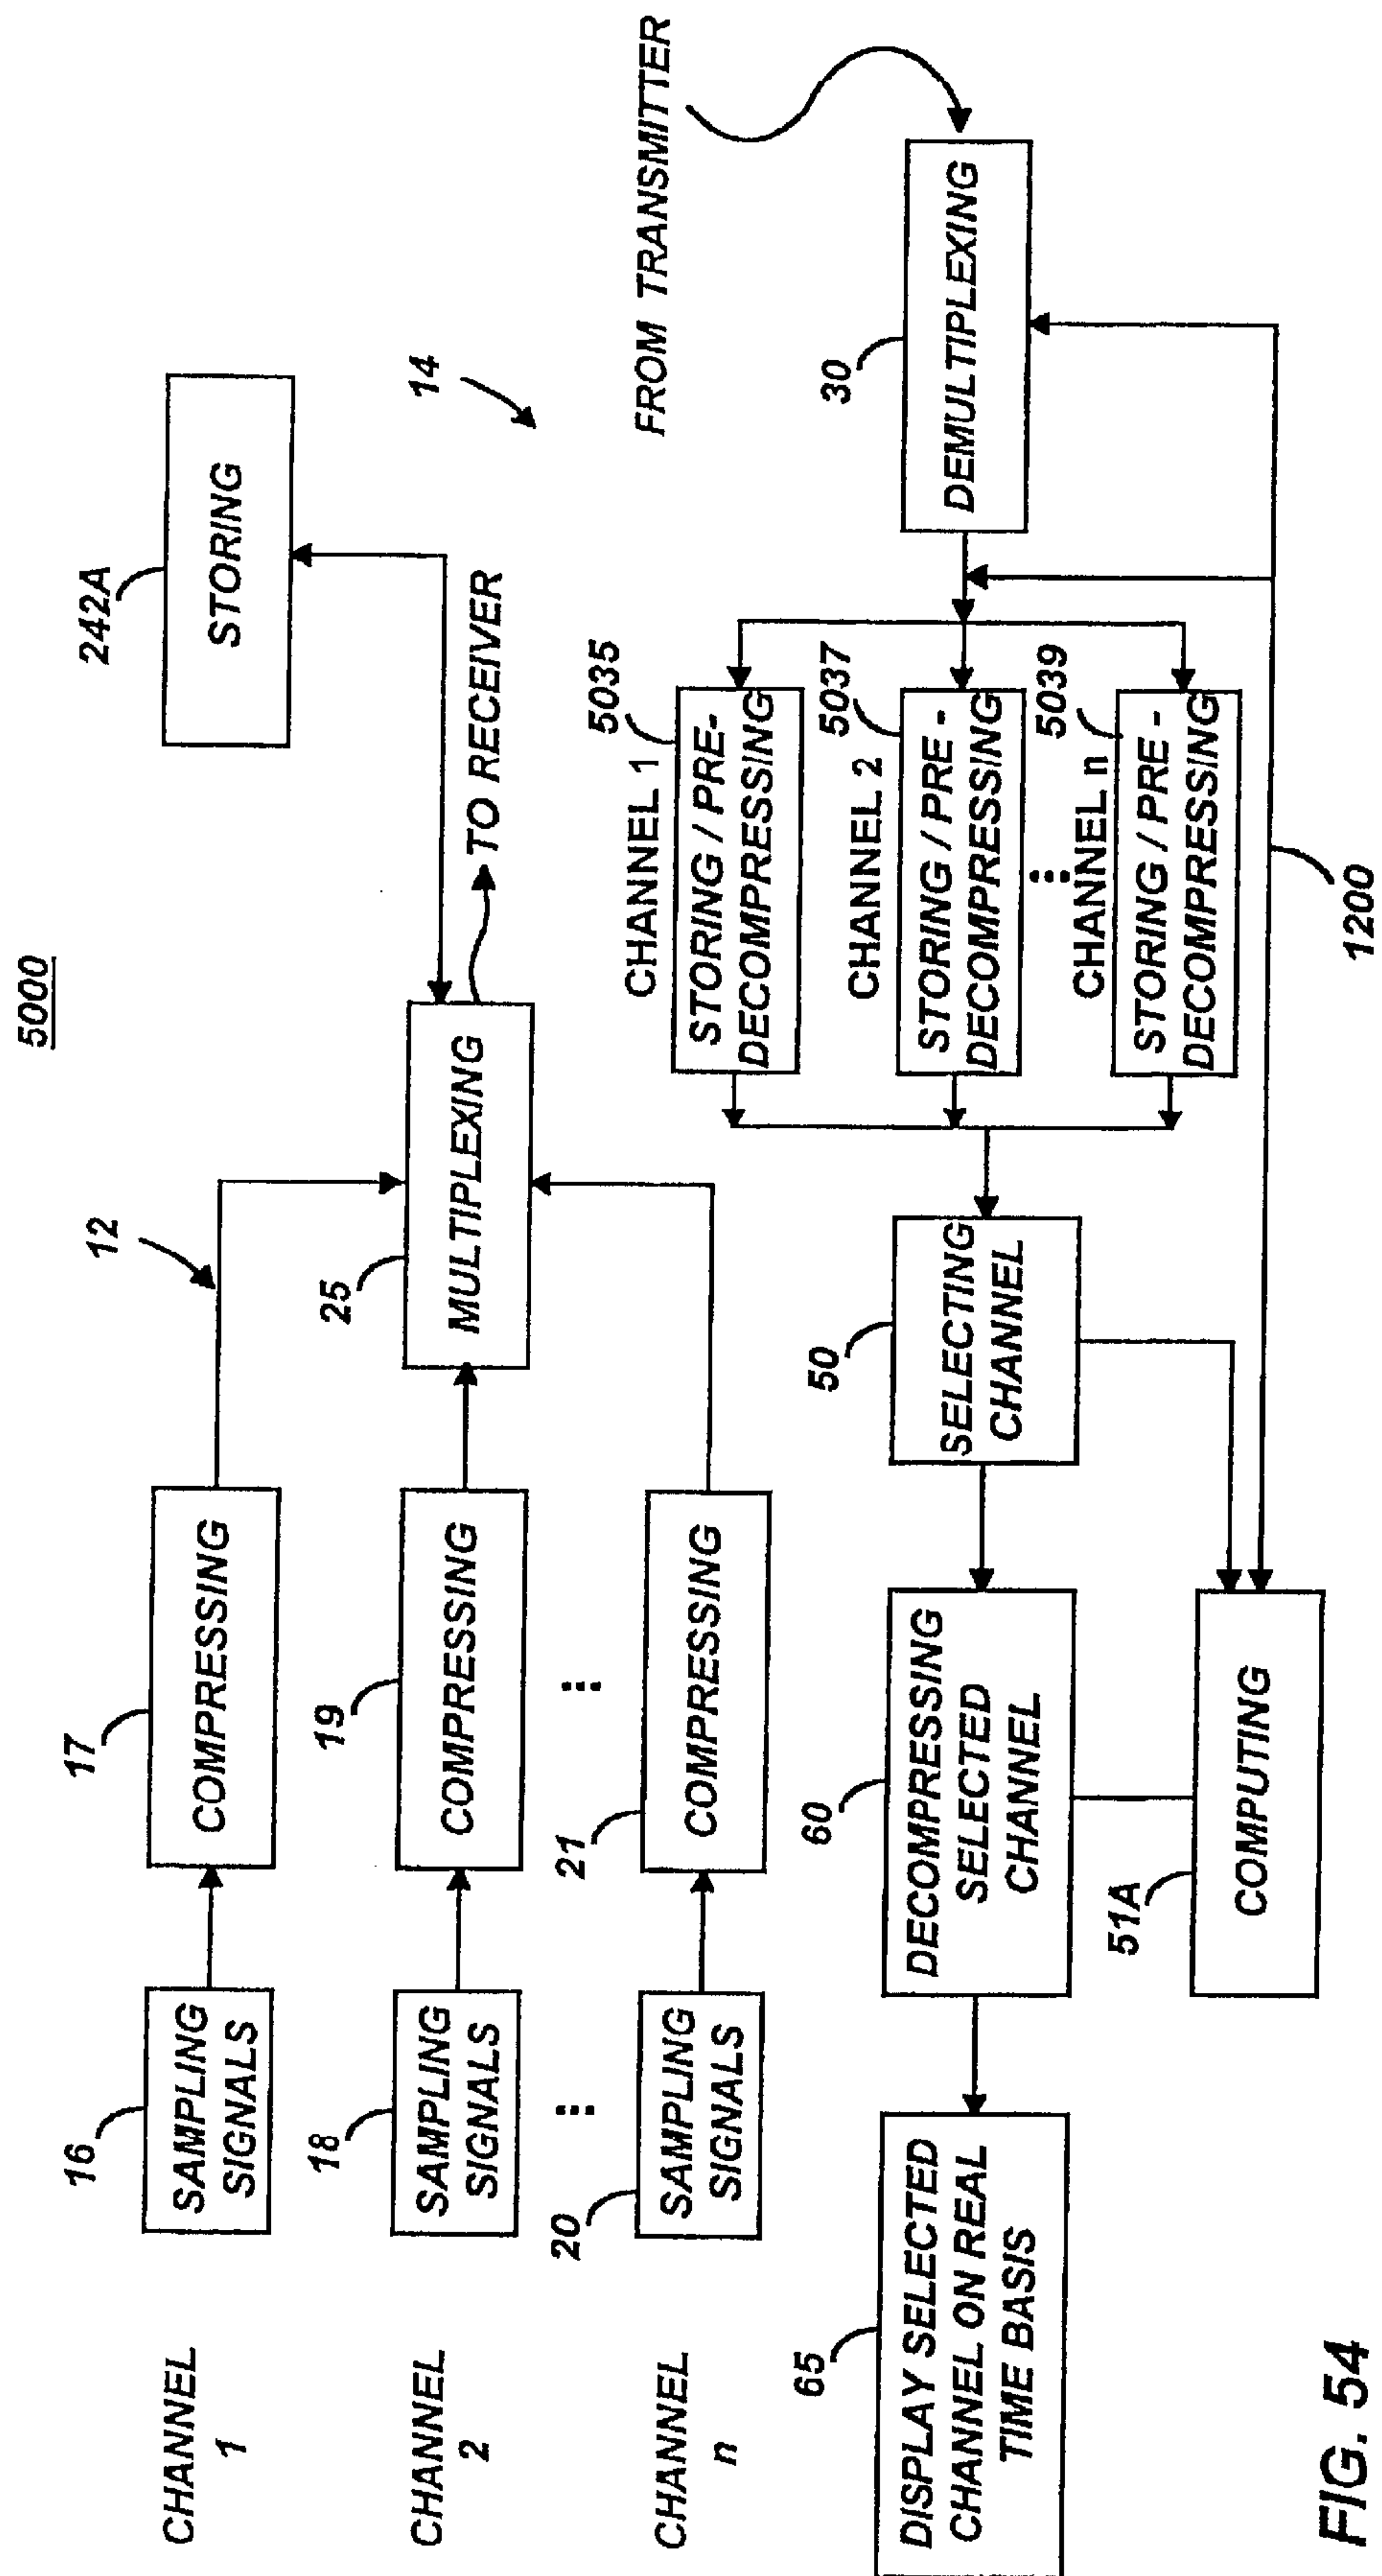 5000
242A
STORING
12
14
CHANNEL
1
16
SAMPLING
SIGNALS
17
COMPRESSING
25
MULTIPLEXING
TO RECEIVER
CHANNEL
2
18
SAMPLING
SIGNALS
19
COMPRESSING
CHANNEL
n
20
SAMPLING
SIGNALS
21
COMPRESSING
FROM TRANSMITTER
30
DEMULTIPLEXING
CHANNEL 1
5035
STORING / PRE-
DECOMPRESSING
CHANNEL 2
5037
STORING / PRE -
DECOMPRESSING
CHANNEL n
5039
STORING / PRE -
DECOMPRESSING
50
SELECTING
CHANNEL
60
DECOMPRESSING
SELECTED
CHANNEL
65
DISPLAY SELECTED
CHANNEL ON REAL
TIME BASIS
51A
COMPUTING
1200
FIG. 54